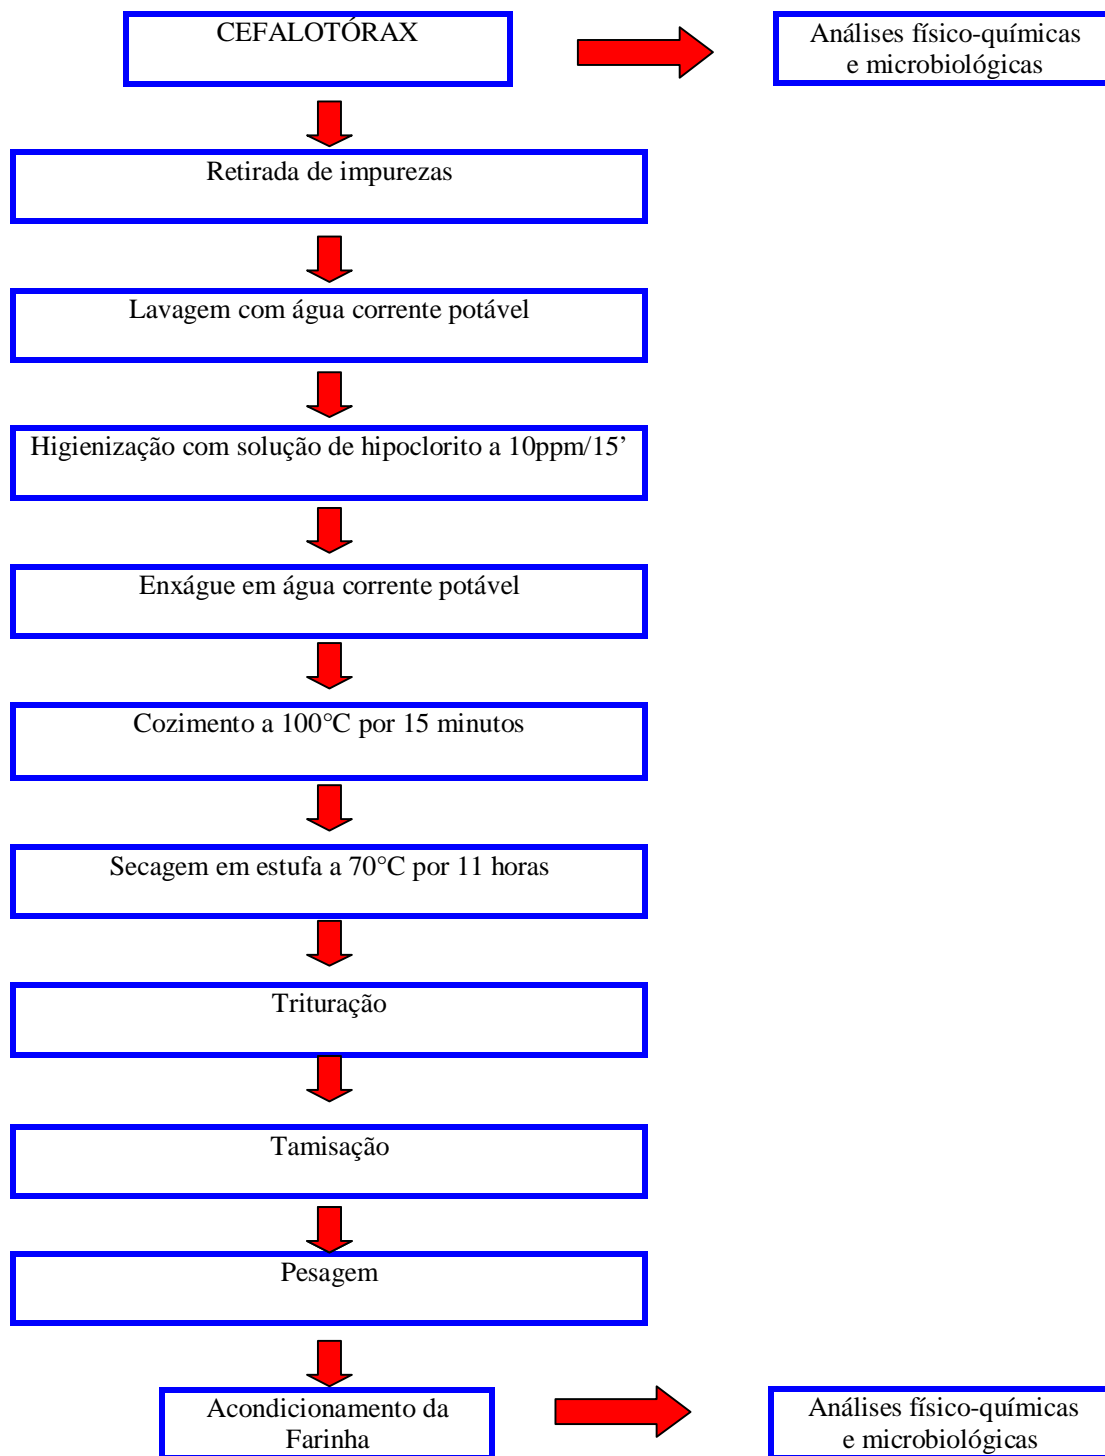 CEFALOTÓRAX
Análises físico-químicas
e microbiológicas
Retirada de impurezas
Lavagem com água corrente potável
Higienização com solução de hipoclorito a 10ppm/15’
Enxágue em água corrente potável
Cozimento a 100°C por 15 minutos
Secagem em estufa a 70°C por 11 horas
Trituração
Tamisação
Pesagem
Acondicionamento da
Farinha
Análises físico-químicas
e microbiológicas